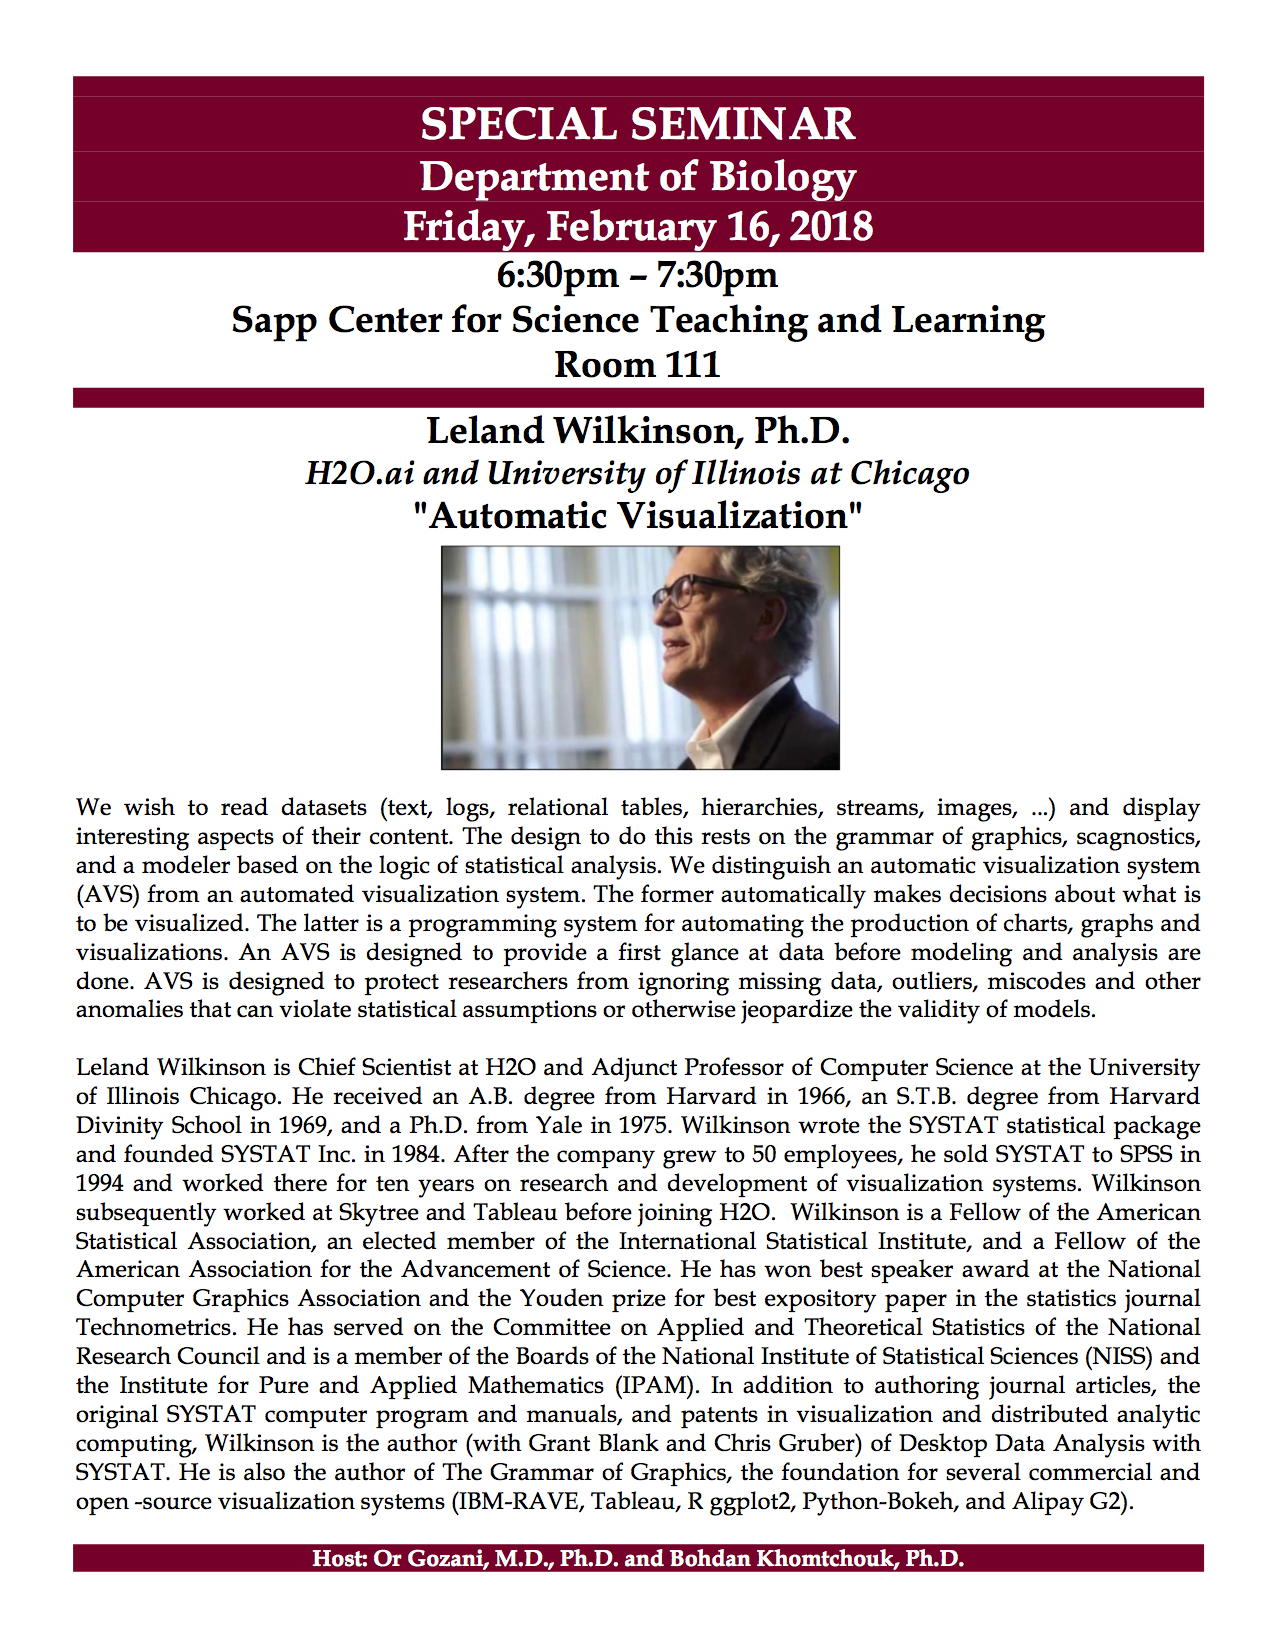 SPECIAL SEMINAR
Department of Biology
Friday, February 16, 2018
6:30pm – 7:30pm
Sapp Center for Science Teaching and Learning
Room 111
Leland Wilkinson, Ph.D.
H2O.ai and University of Illinois at Chicago
"Automatic Visualization"
We wish to read datasets (text, logs, relational tables, hierarchies, streams, images, ...) and display
interesting aspects of their content. The design to do this rests on the grammar of graphics, scagnostics,
and a modeler based on the logic of statistical analysis. We distinguish an automatic visualization system
(AVS) from an automated visualization system. The former automatically makes decisions about what is
to be visualized. The latter is a programming system for automating the production of charts, graphs and
visualizations. An AVS is designed to provide a first glance at data before modeling and analysis are
done. AVS is designed to protect researchers from ignoring missing data, outliers, miscodes and other
anomalies that can violate statistical assumptions or otherwise jeopardize the validity of models.
Leland Wilkinson is Chief Scientist at H2O and Adjunct Professor of Computer Science at the University
of Illinois Chicago. He received an A.B. degree from Harvard in 1966, an S.T.B. degree from Harvard
Divinity School in 1969, and a Ph.D. from Yale in 1975. Wilkinson wrote the SYSTAT statistical package
and founded SYSTAT Inc. in 1984. After the company grew to 50 employees, he sold SYSTAT to SPSS in
1994 and worked there for ten years on research and development of visualization systems. Wilkinson
subsequently worked at Skytree and Tableau before joining H2O.  Wilkinson is a Fellow of the American
Statistical Association, an elected member of the International Statistical Institute, and a Fellow of the
American Association for the Advancement of Science. He has won best speaker award at the National
Computer Graphics Association and the Youden prize for best expository paper in the statistics journal
Technometrics. He has served on the Committee on Applied and Theoretical Statistics of the National
Research Council and is a member of the Boards of the National Institute of Statistical Sciences (NISS) and
the Institute for Pure and Applied Mathematics (IPAM). In addition to authoring journal articles, the
original SYSTAT computer program and manuals, and patents in visualization and distributed analytic
computing, Wilkinson is the author (with Grant Blank and Chris Gruber) of Desktop Data Analysis with
SYSTAT. He is also the author of The Grammar of Graphics, the foundation for several commercial and
open -source visualization systems (IBM-RAVE, Tableau, R ggplot2, Python-Bokeh, and Alipay G2).
Host: Or Gozani, M.D., Ph.D. and Bohdan Khomtchouk, Ph.D.